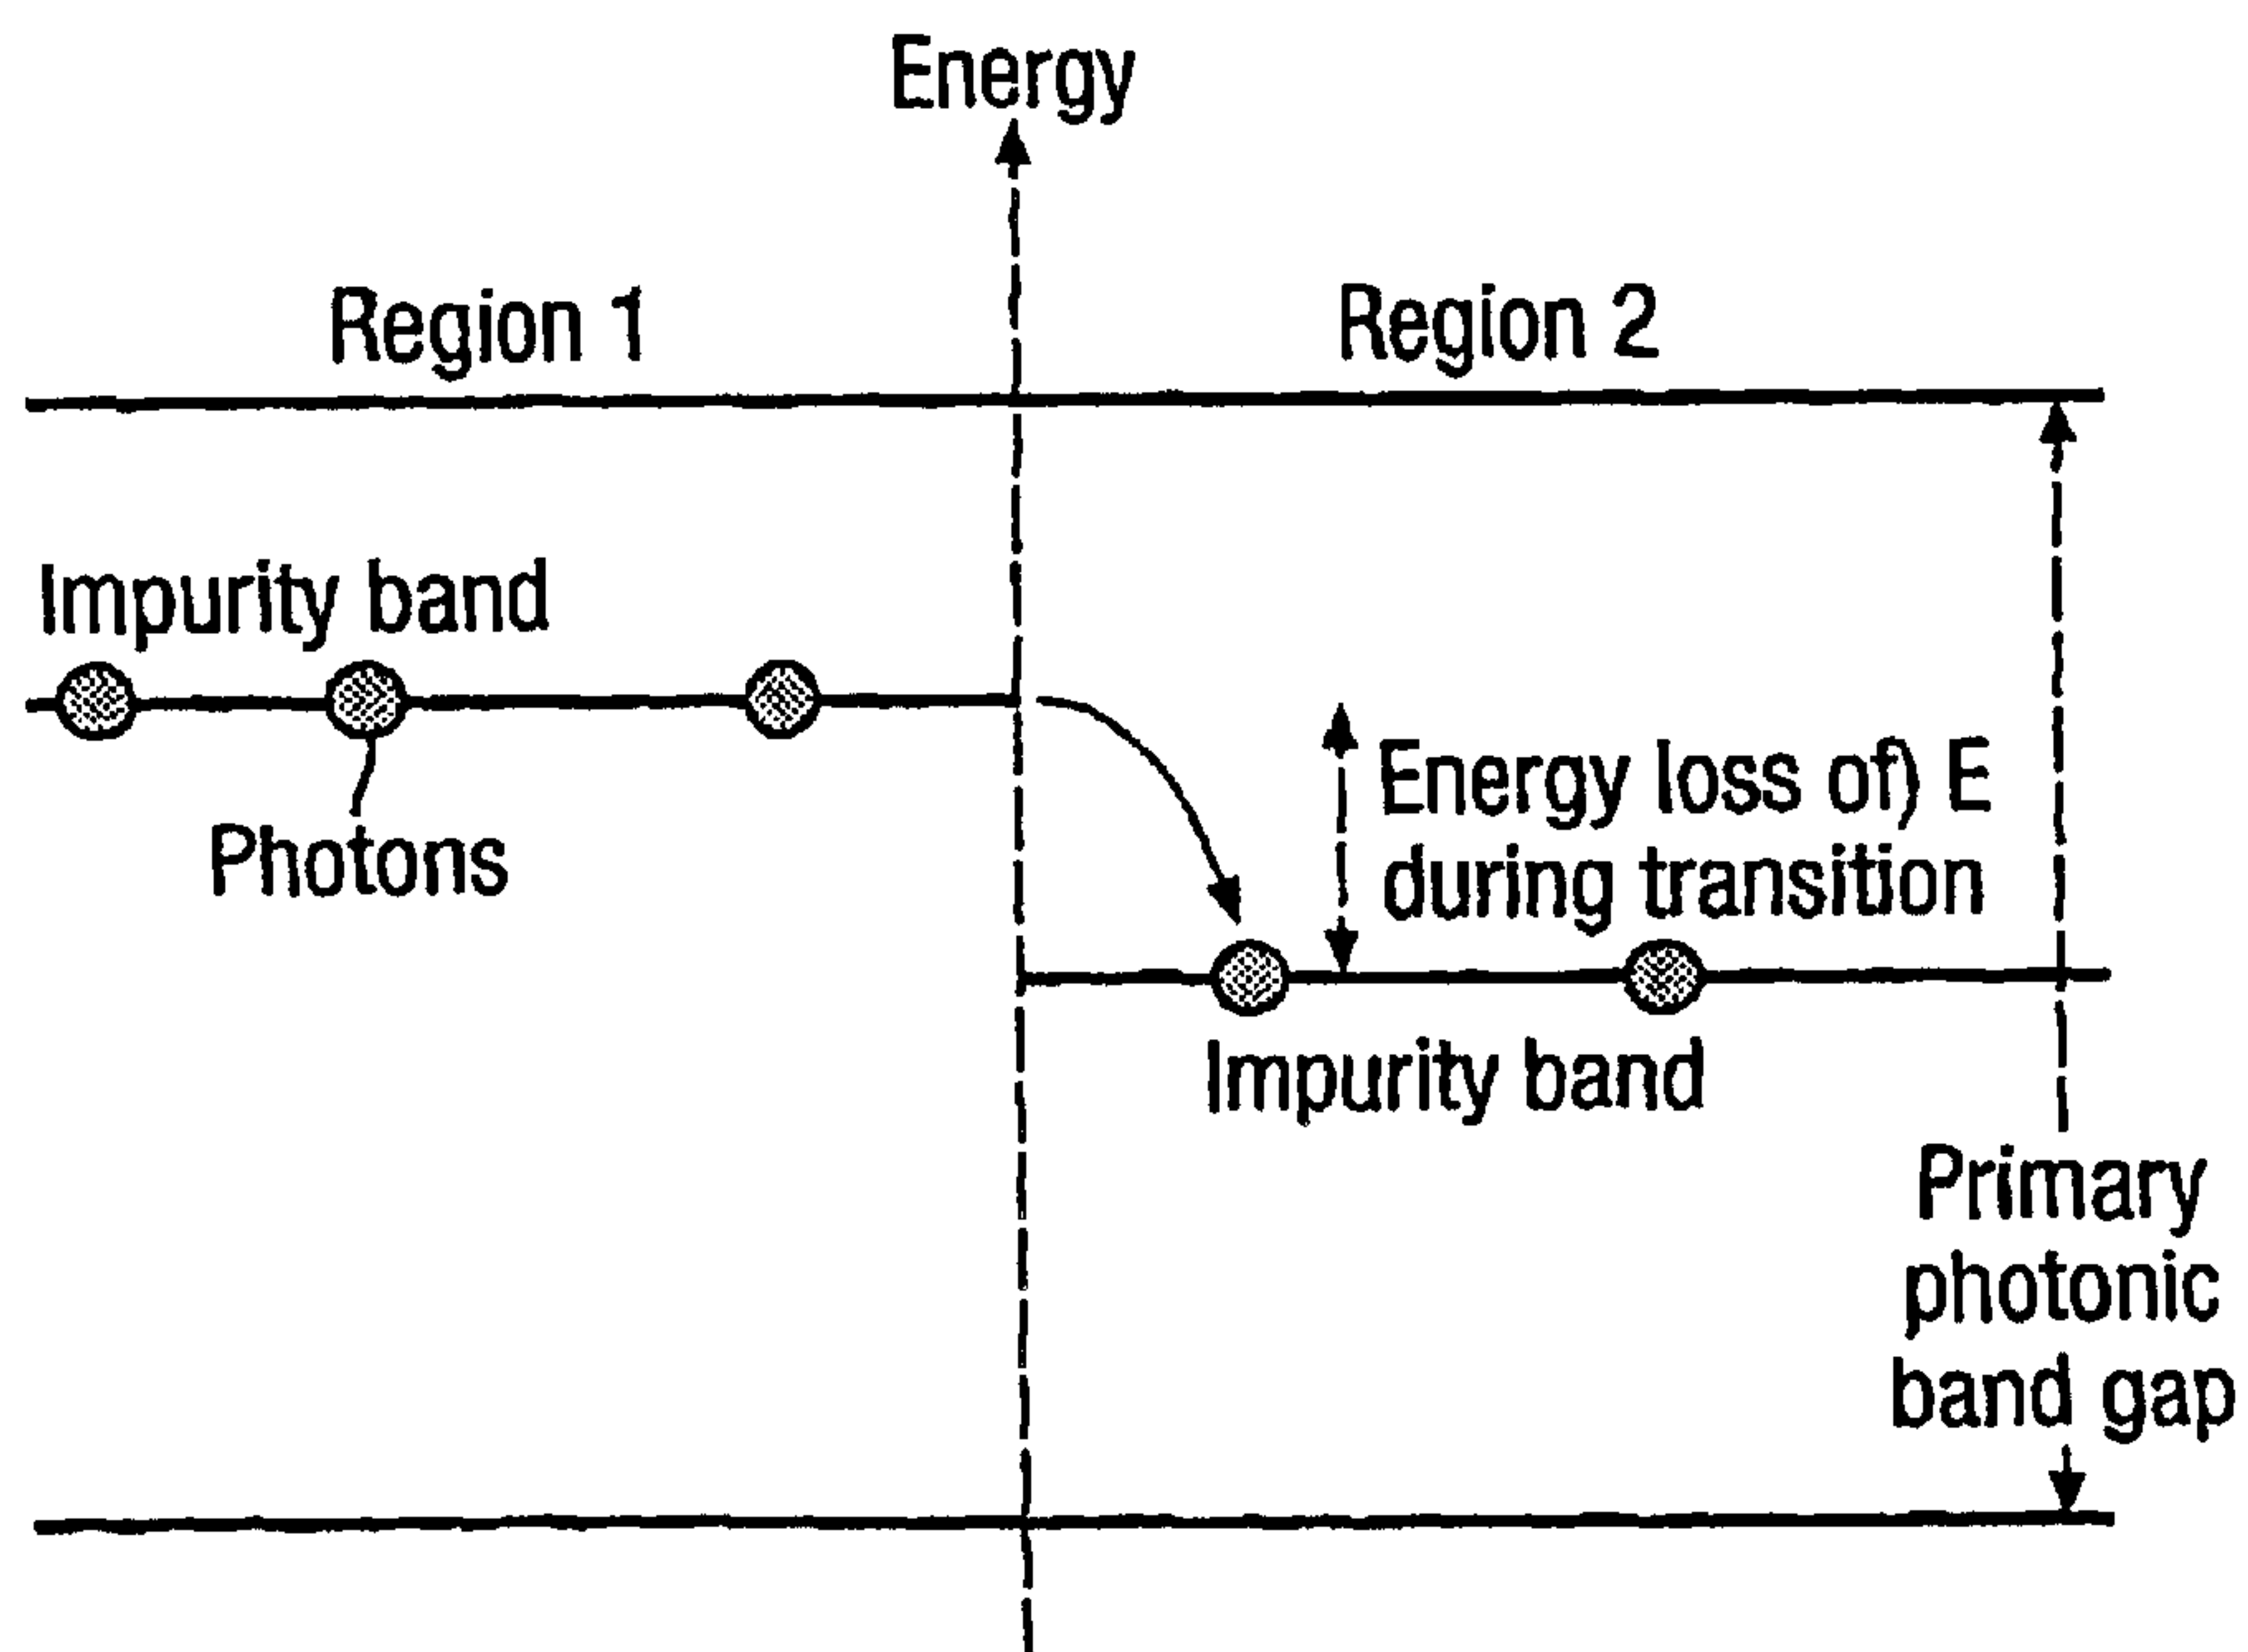 Energy
Region 1
Region 2
Impurity band
Photons
Energy loss of) E
during transition
Impurity band
Primary
photonic
band gap